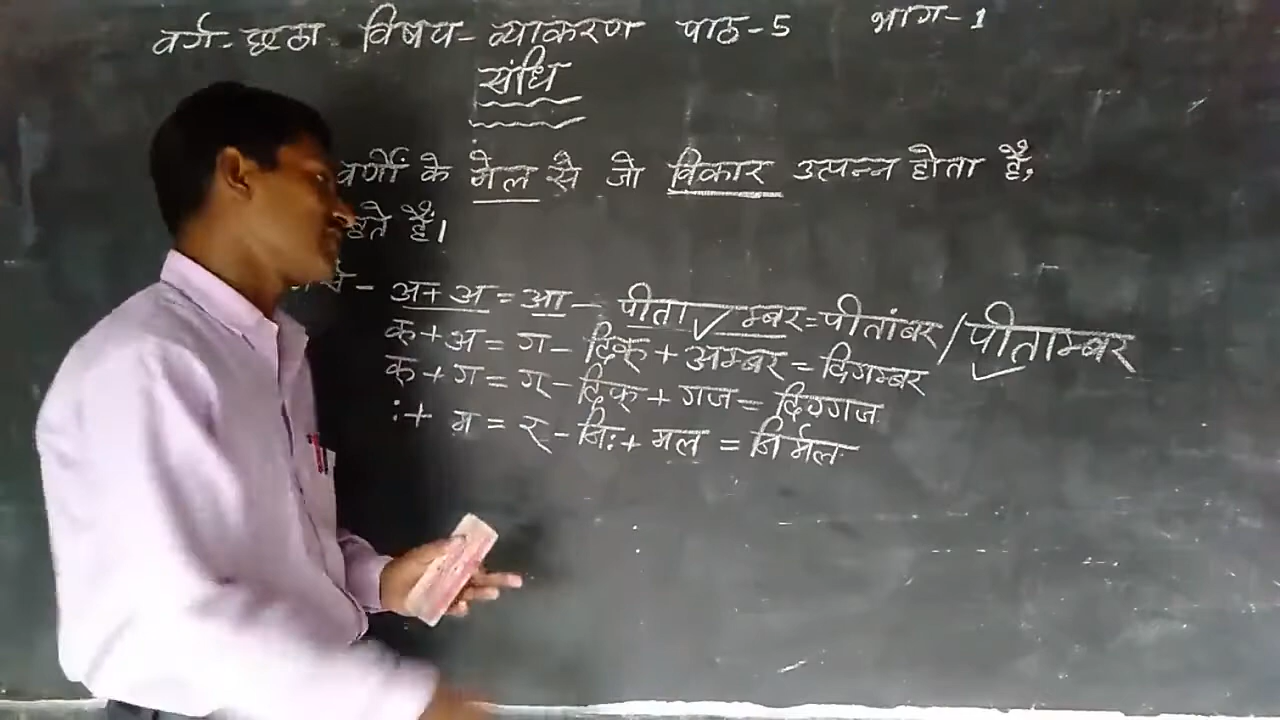 वर्ग-छठा विषय-व्याकरण पाठ-5 भाग-1
संधि
वर्णों के मेल से जो विकार उत्पन्न होता है,
हैं।
अ+अ=आ- पीता म्बर=पीतांबर/पीताम्बर
क्+अ=ग-दिक्+अम्बर=दिगम्बर
क्+ग=ग्-दिक्+गज=दिग्गज
:+म=र्-निः+मल=निर्मल